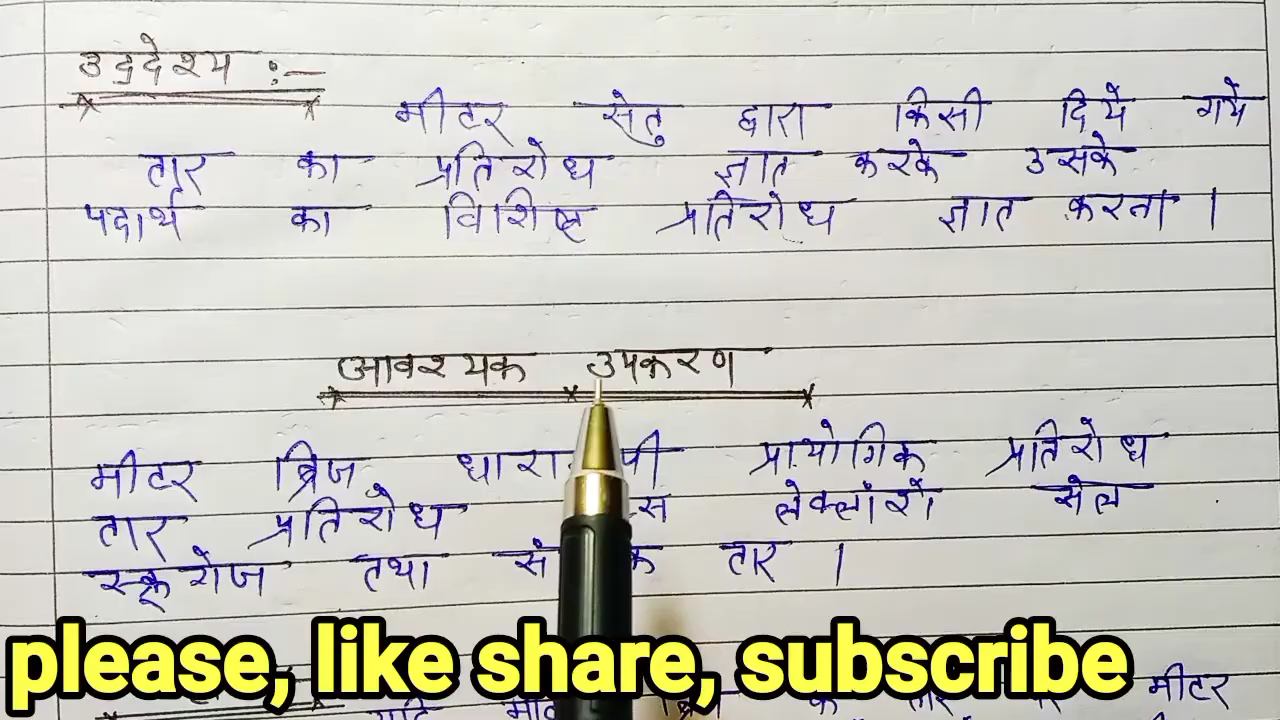 उद्देश्य :—
मीटर सेतु द्वारा किसी दिये गये
तार का प्रतिरोध ज्ञात करके उसके
पदार्थ का विशिष्ट प्रतिरोध ज्ञात करना ।
आवश्यक उपकरण
मीटर ब्रिज प्रायोगिक प्रतिरोध
तार प्रतिरोध लेक्लांशे सेल
स्क्रू गेज तथा तार ।
please, like share, subscribe
मीटर